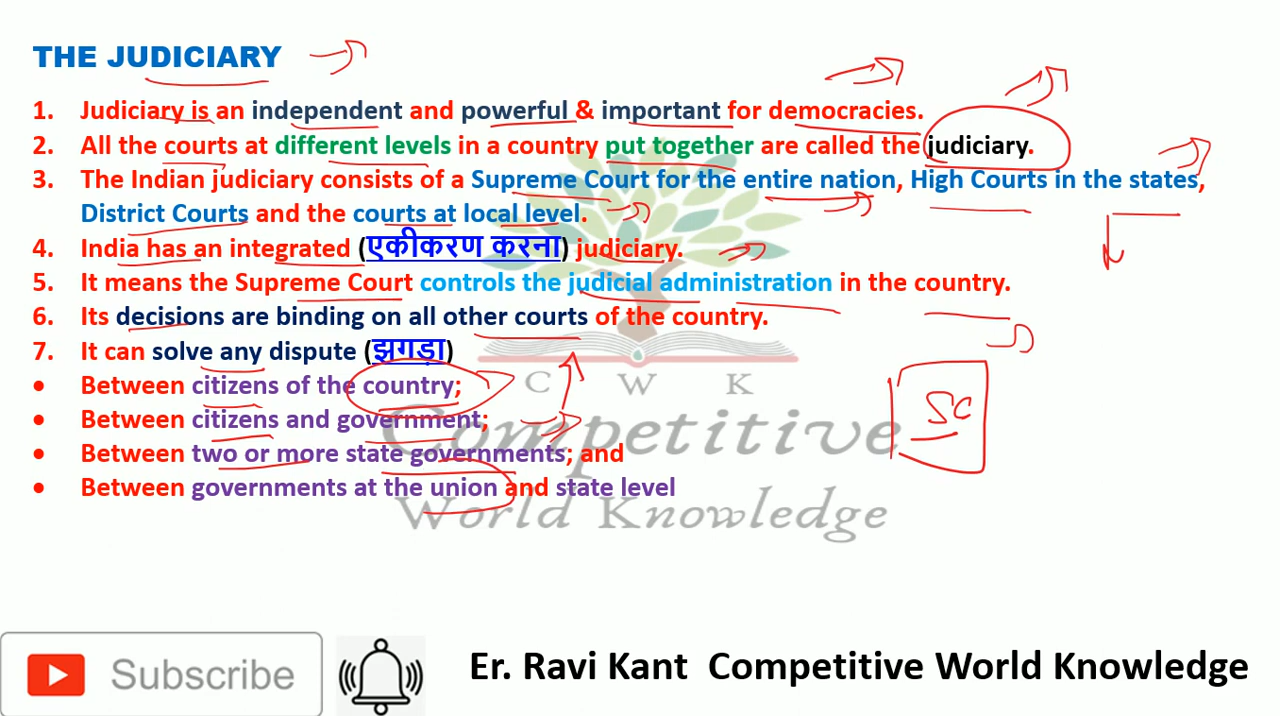 THE JUDICIARY
1. Judiciary is an independent and powerful & important for democracies.
2. All the courts at different levels in a country put together are called the judiciary.
3. The Indian judiciary consists of a Supreme Court for the entire nation, High Courts in the states,
District Courts and the courts at local level.
4. India has an integrated (एकीकरण करना) judiciary.
5. It means the Supreme Court controls the judicial administration in the country.
6. Its decisions are binding on all other courts of the country.
7. It can solve any dispute (झगड़ा)
• Between citizens of the country;
• Between citizens and government;
• Between two or more state governments; and
• Between governments at the union and state level
SC
C W K
Competitive
World Knowledge
Subscribe
Er. Ravi Kant Competitive World Knowledge